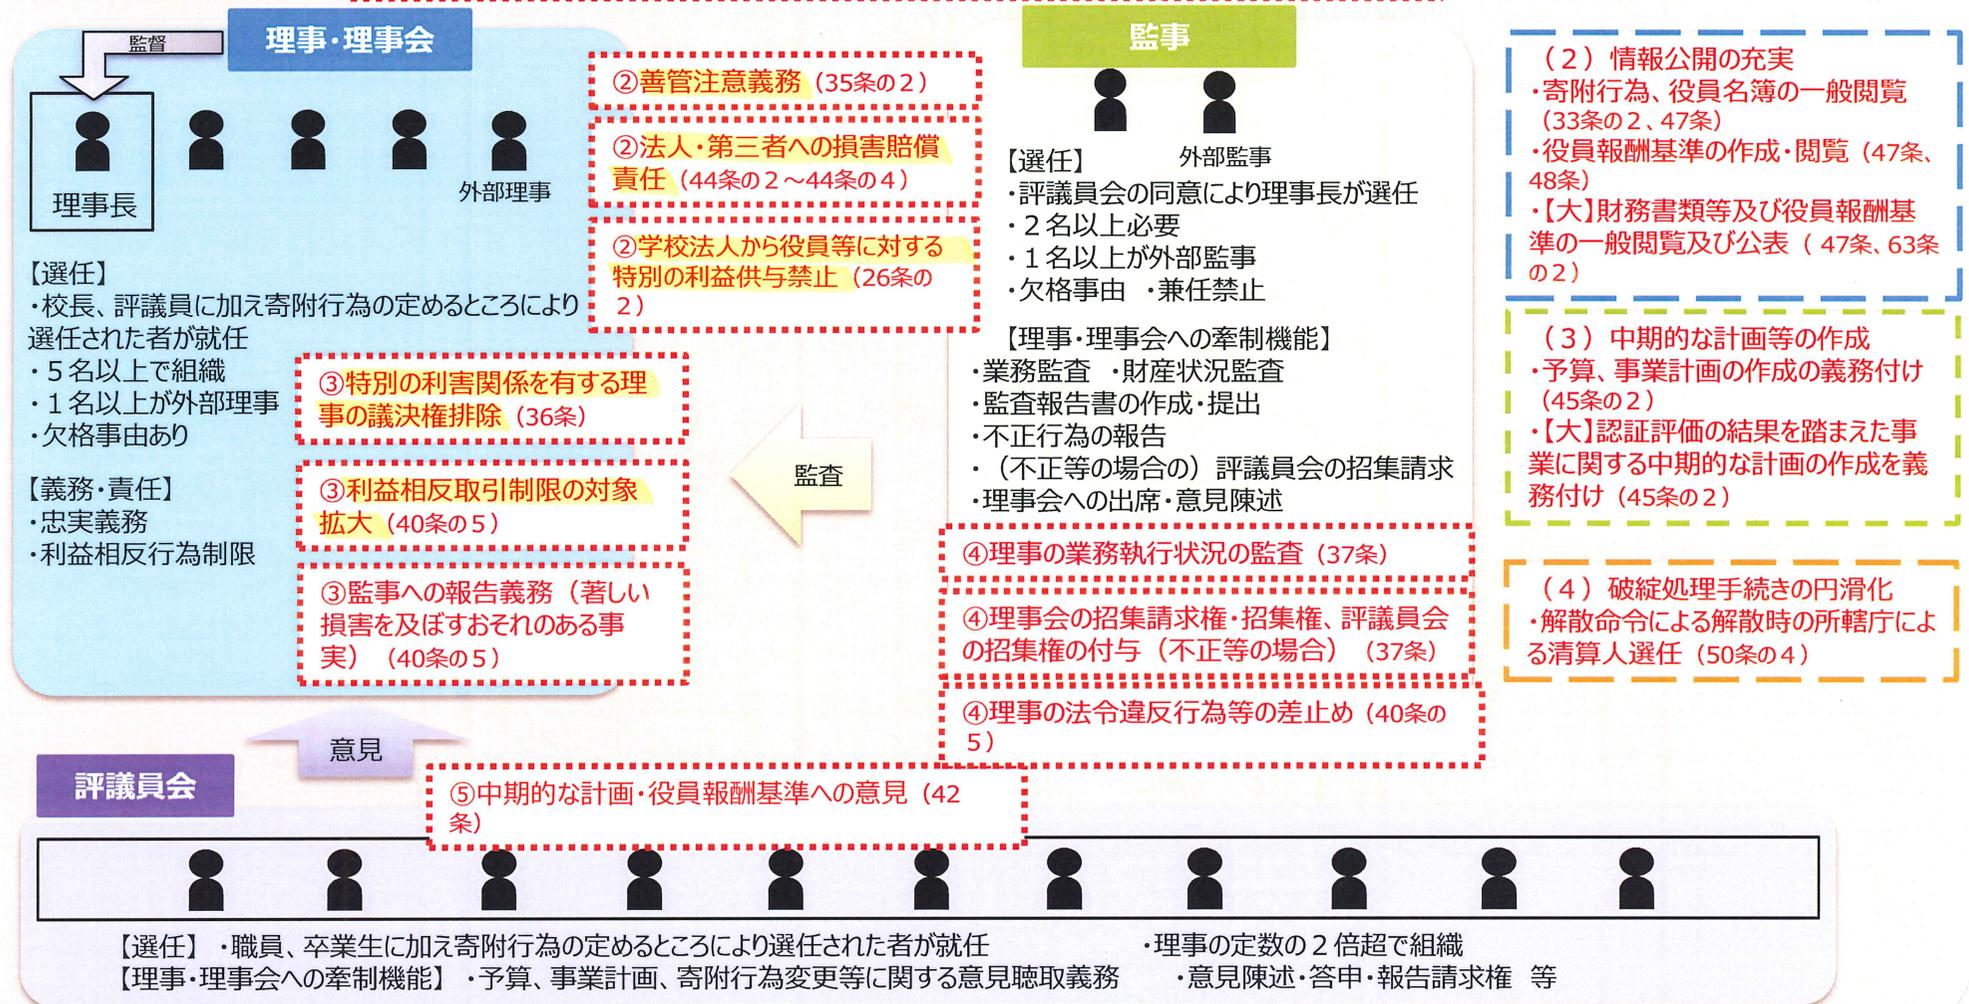 監督
理事・理事会
理事長
外部理事
【選任】
・校長、評議員に加え寄附行為の定めるところにより
選任された者が就任
・５名以上で組織
・１名以上が外部理事
・欠格事由あり
【義務・責任】
・忠実義務
・利益相反行為制限
②善管注意義務（35条の２）
②法人・第三者への損害賠償
責任（44条の２～44条の４）
②学校法人から役員等に対する
特別の利益供与禁止（26条の
２）
③特別の利害関係を有する理
事の議決権排除（36条）
③利益相反取引制限の対象
拡大（40条の５）
③監事への報告義務（著しい
損害を及ぼすおそれのある事
実）（40条の５）
監査
監事
外部監事
【選任】
・評議員会の同意により理事長が選任
・２名以上必要
・１名以上が外部監事
・欠格事由　・兼任禁止
【理事・理事会への牽制機能】
・業務監査　・財産状況監査
・監査報告書の作成・提出
・不正行為の報告
・（不正等の場合の）評議員会の招集請求
・理事会への出席・意見陳述
④理事の業務執行状況の監査（37条）
④理事会の招集請求権・招集権、評議員会
の招集権の付与（不正等の場合）（37条）
④理事の法令違反行為等の差止め（40条の
５）
（２）情報公開の充実
・寄附行為、役員名簿の一般閲覧
（33条の２、47条）
・役員報酬基準の作成・閲覧（47条、
48条）
・【大】財務書類等及び役員報酬基
準の一般閲覧及び公表（ 47条、63条
の２）
（３）中期的な計画等の作成
・予算、事業計画の作成の義務付け
（45条の２）
・【大】認証評価の結果を踏まえた事
業に関する中期的な計画の作成を義
務付け（45条の２）
（４）破綻処理手続きの円滑化
・解散命令による解散時の所轄庁によ
る清算人選任（50条の４）
意見
評議員会
⑤中期的な計画・役員報酬基準への意見（42
条）
【選任】・職員、卒業生に加え寄附行為の定めるところにより選任された者が就任　・理事の定数の２倍超で組織
【理事・理事会への牽制機能】・予算、事業計画、寄附行為変更等に関する意見聴取義務　・意見陳述・答申・報告請求権　等